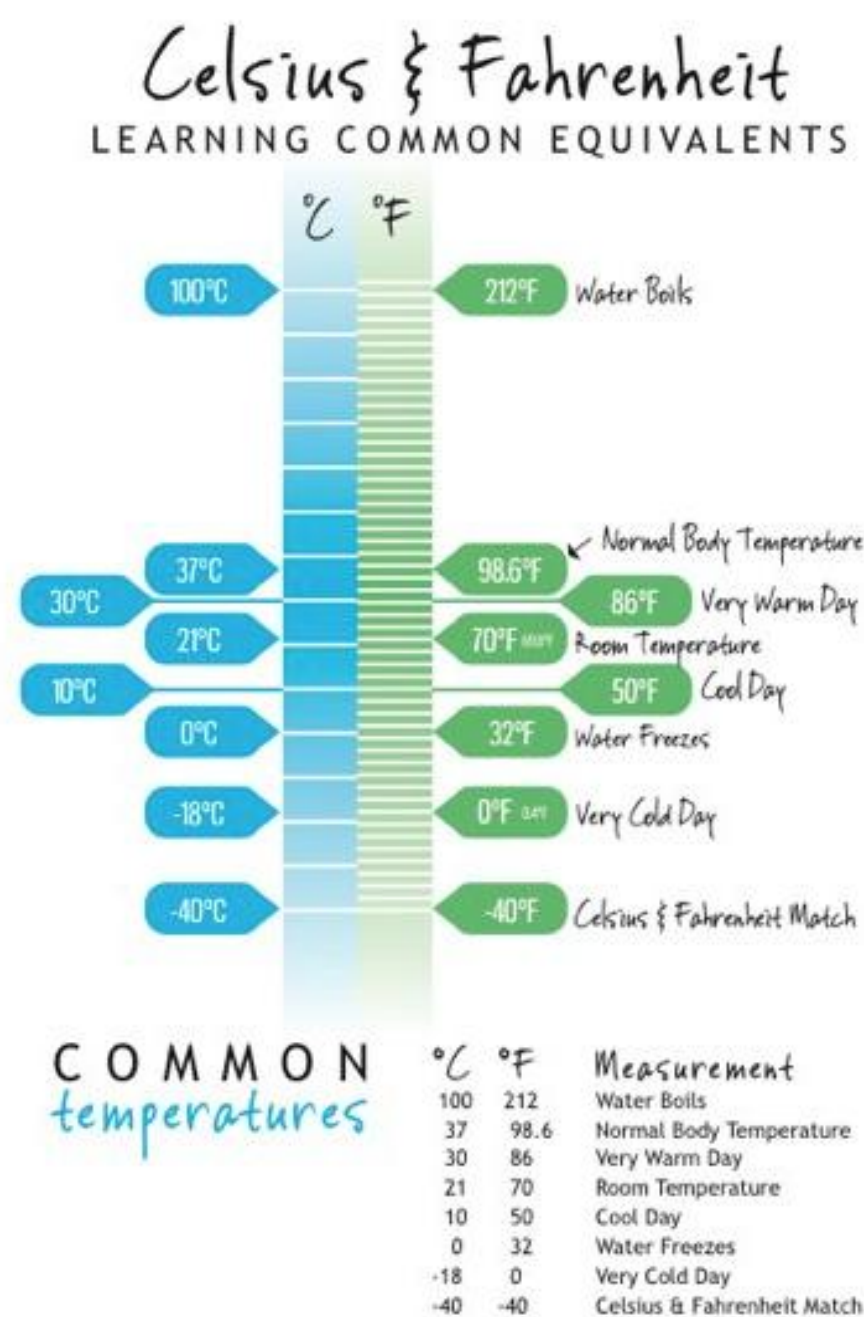 Celsius & Fahrenheit
LEARNING COMMON EQUIVALENTS
°C °F
100°C 212°F Water Boils
37°C 98.6°F Normal Body Temperature
30°C 86°F Very Warm Day
21°C 70°F Room Temperature
10°C 50°F Cool Day
0°C 32°F Water Freezes
-18°C 0°F Very Cold Day
-40°C -40°F Celsius & Fahrenheit Match
COMMON
temperatures
°C °F Measurement
100 212 Water Boils
37 98.6 Normal Body Temperature
30 86 Very Warm Day
21 70 Room Temperature
10 50 Cool Day
0 32 Water Freezes
-18 0 Very Cold Day
-40 -40 Celsius & Fahrenheit Match